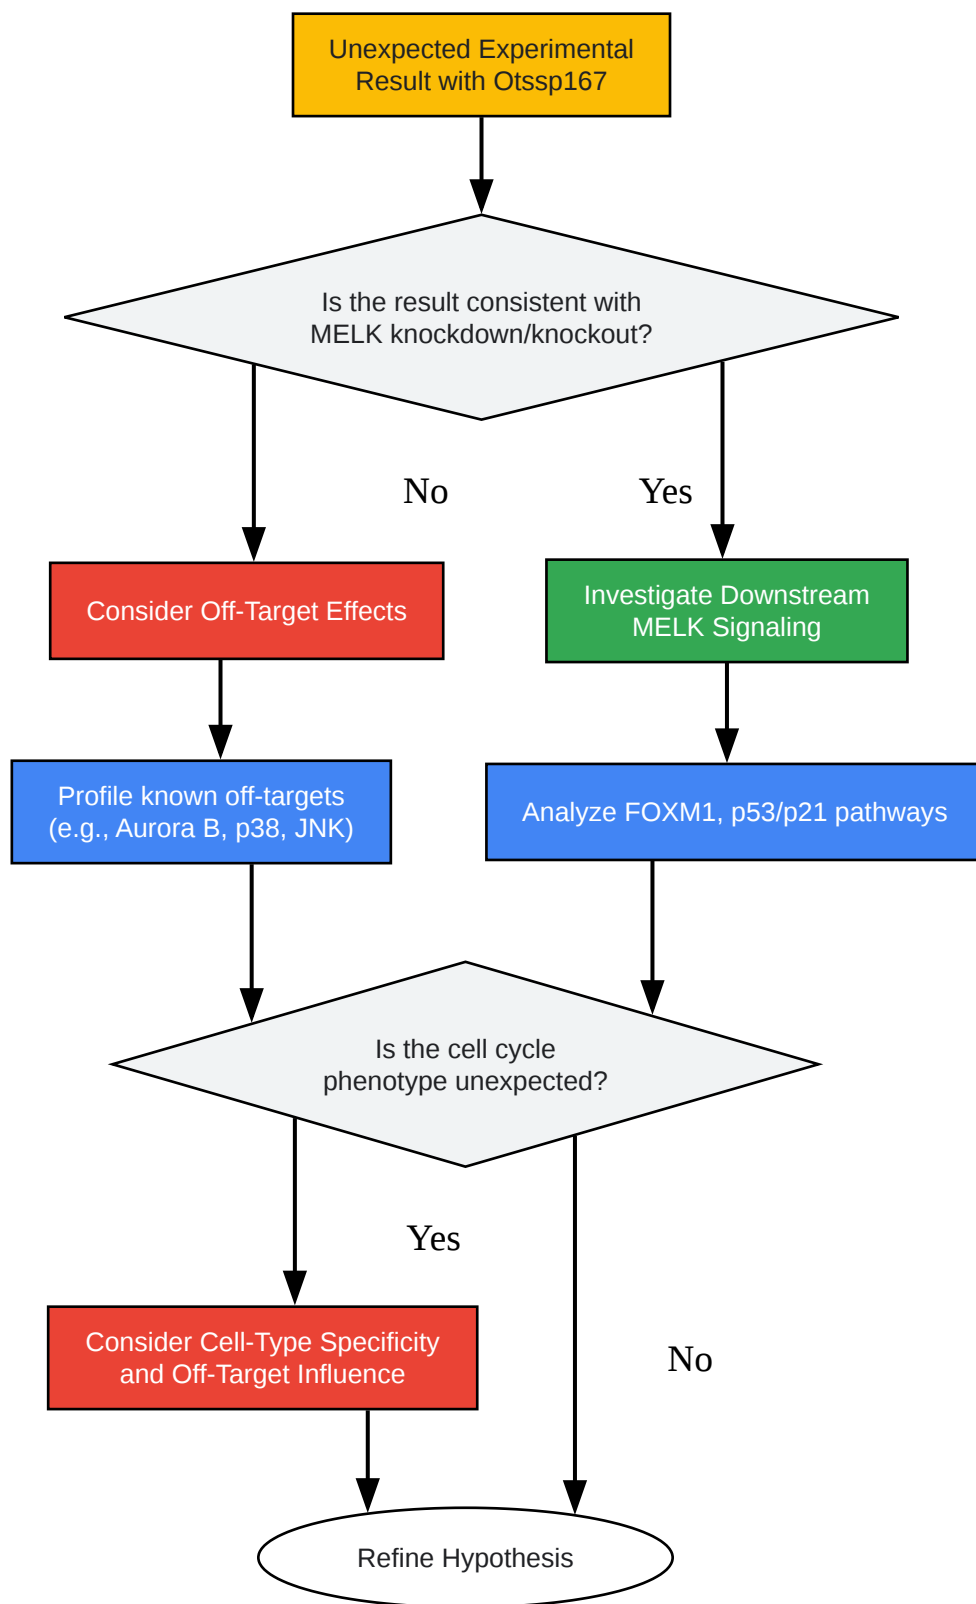 Unexpected Experimental
Result with Otssp167
Is the result consistent with
MELK knockdown/knockout?
No
Yes
Consider Off-Target Effects
Investigate Downstream
MELK Signaling
Profile known off-targets
(e.g., Aurora B, p38, JNK)
Analyze FOXM1, p53/p21 pathways
Is the cell cycle
phenotype unexpected?
Yes
Consider Cell-Type Specificity
and Off-Target Influence
No
Refine Hypothesis